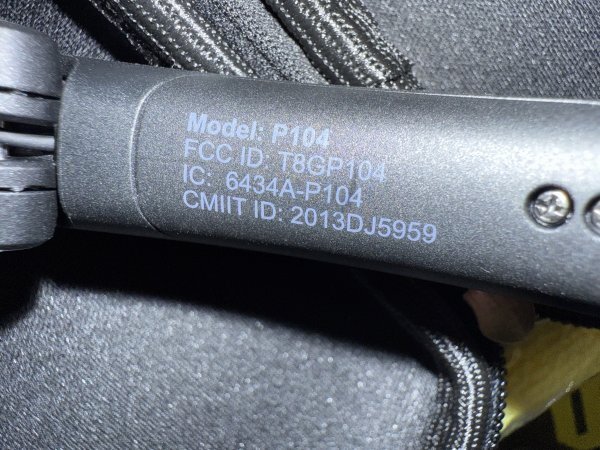 Model: P104
FCC ID: T8GP104
IC: 6434A-P104
CMIIT ID: 2013DJ5959